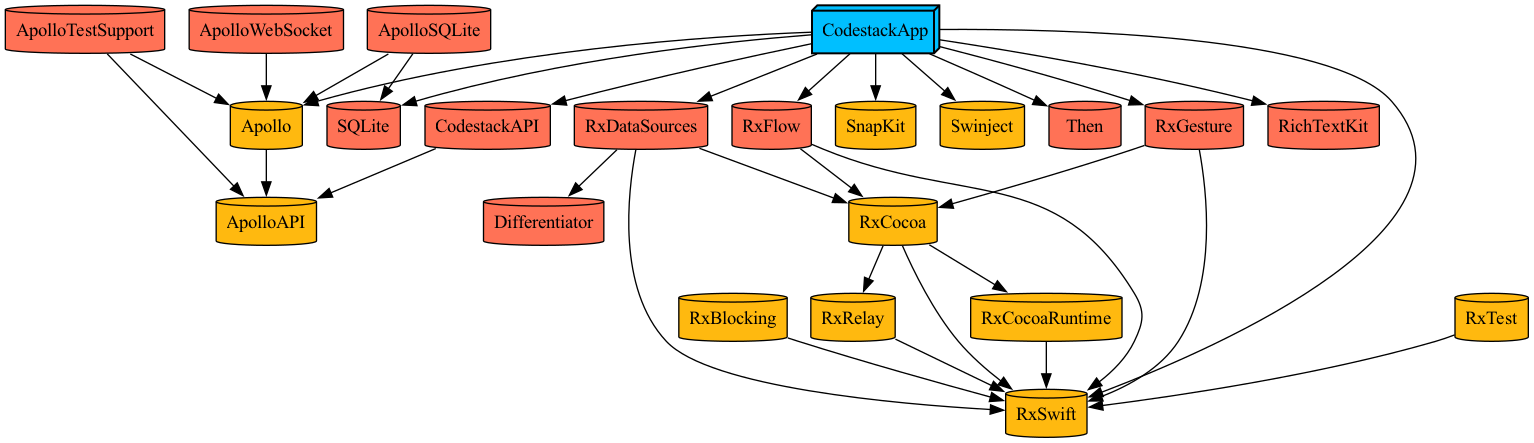 ApolloTestSupport
ApolloWebSocket
ApolloSQLite
CodestackApp
Apollo
SQLite
CodestackAPI
RxDataSources
RxFlow
SnapKit
Swinject
Then
RxGesture
RichTextKit
ApolloAPI
Differentiator
RxCocoa
RxBlocking
RxRelay
RxCocoaRuntime
RxTest
RxSwift